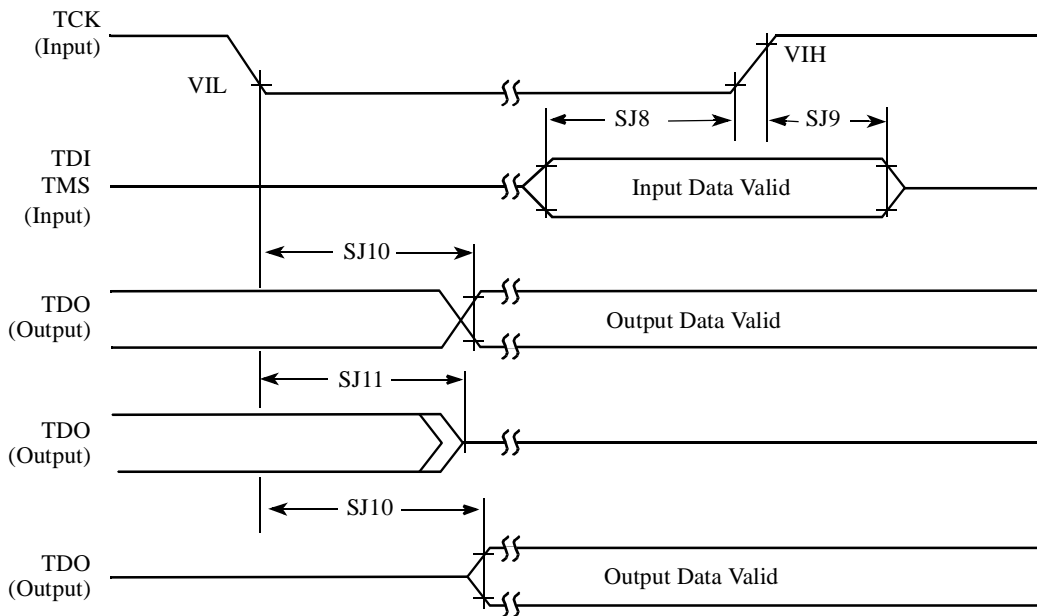 TCK
(Input)
VIL
VIH
SJ8
SJ9
TDI
TMS
(Input)
Input Data Valid
SJ10
TDO
(Output)
Output Data Valid
SJ11
TDO
(Output)
SJ10
TDO
(Output)
Output Data Valid